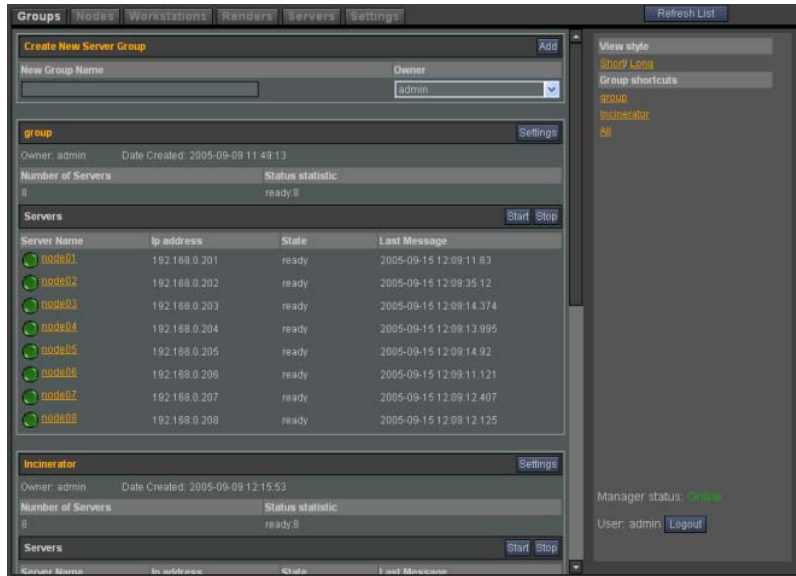 Groups Nodes Workstations Renders Servers Settings
Refresh List
Create New Server Group Add
New Group Name Owner
admin
group Settings
Owner: admin Date Created: 2005-09-09 11:49:13
Number of Servers Status statistic
8 ready:8
Servers Start Stop
Server Name Ip address State Last Message
node01 192.168.0.201 ready 2005-09-15 12:09:11.63
node02 192.168.0.202 ready 2005-09-15 12:09:35.12
node03 192.168.0.203 ready 2005-09-15 12:09:14.374
node04 192.168.0.204 ready 2005-09-15 12:09:13.995
node05 192.168.0.205 ready 2005-09-15 12:09:14.92
node06 192.168.0.206 ready 2005-09-15 12:09:11.121
node07 192.168.0.207 ready 2005-09-15 12:09:12.407
node08 192.168.0.208 ready 2005-09-15 12:09:12.125
Incinerator Settings
Owner: admin Date Created: 2005-09-09 12:15:53
Number of Servers Status statistic
8 ready:8
Servers Start Stop
Server Name Ip address State Last Message
View style
Short/ Long
Group shortcuts
group
Incinerator
All
Manager status: Online
User: admin Logout